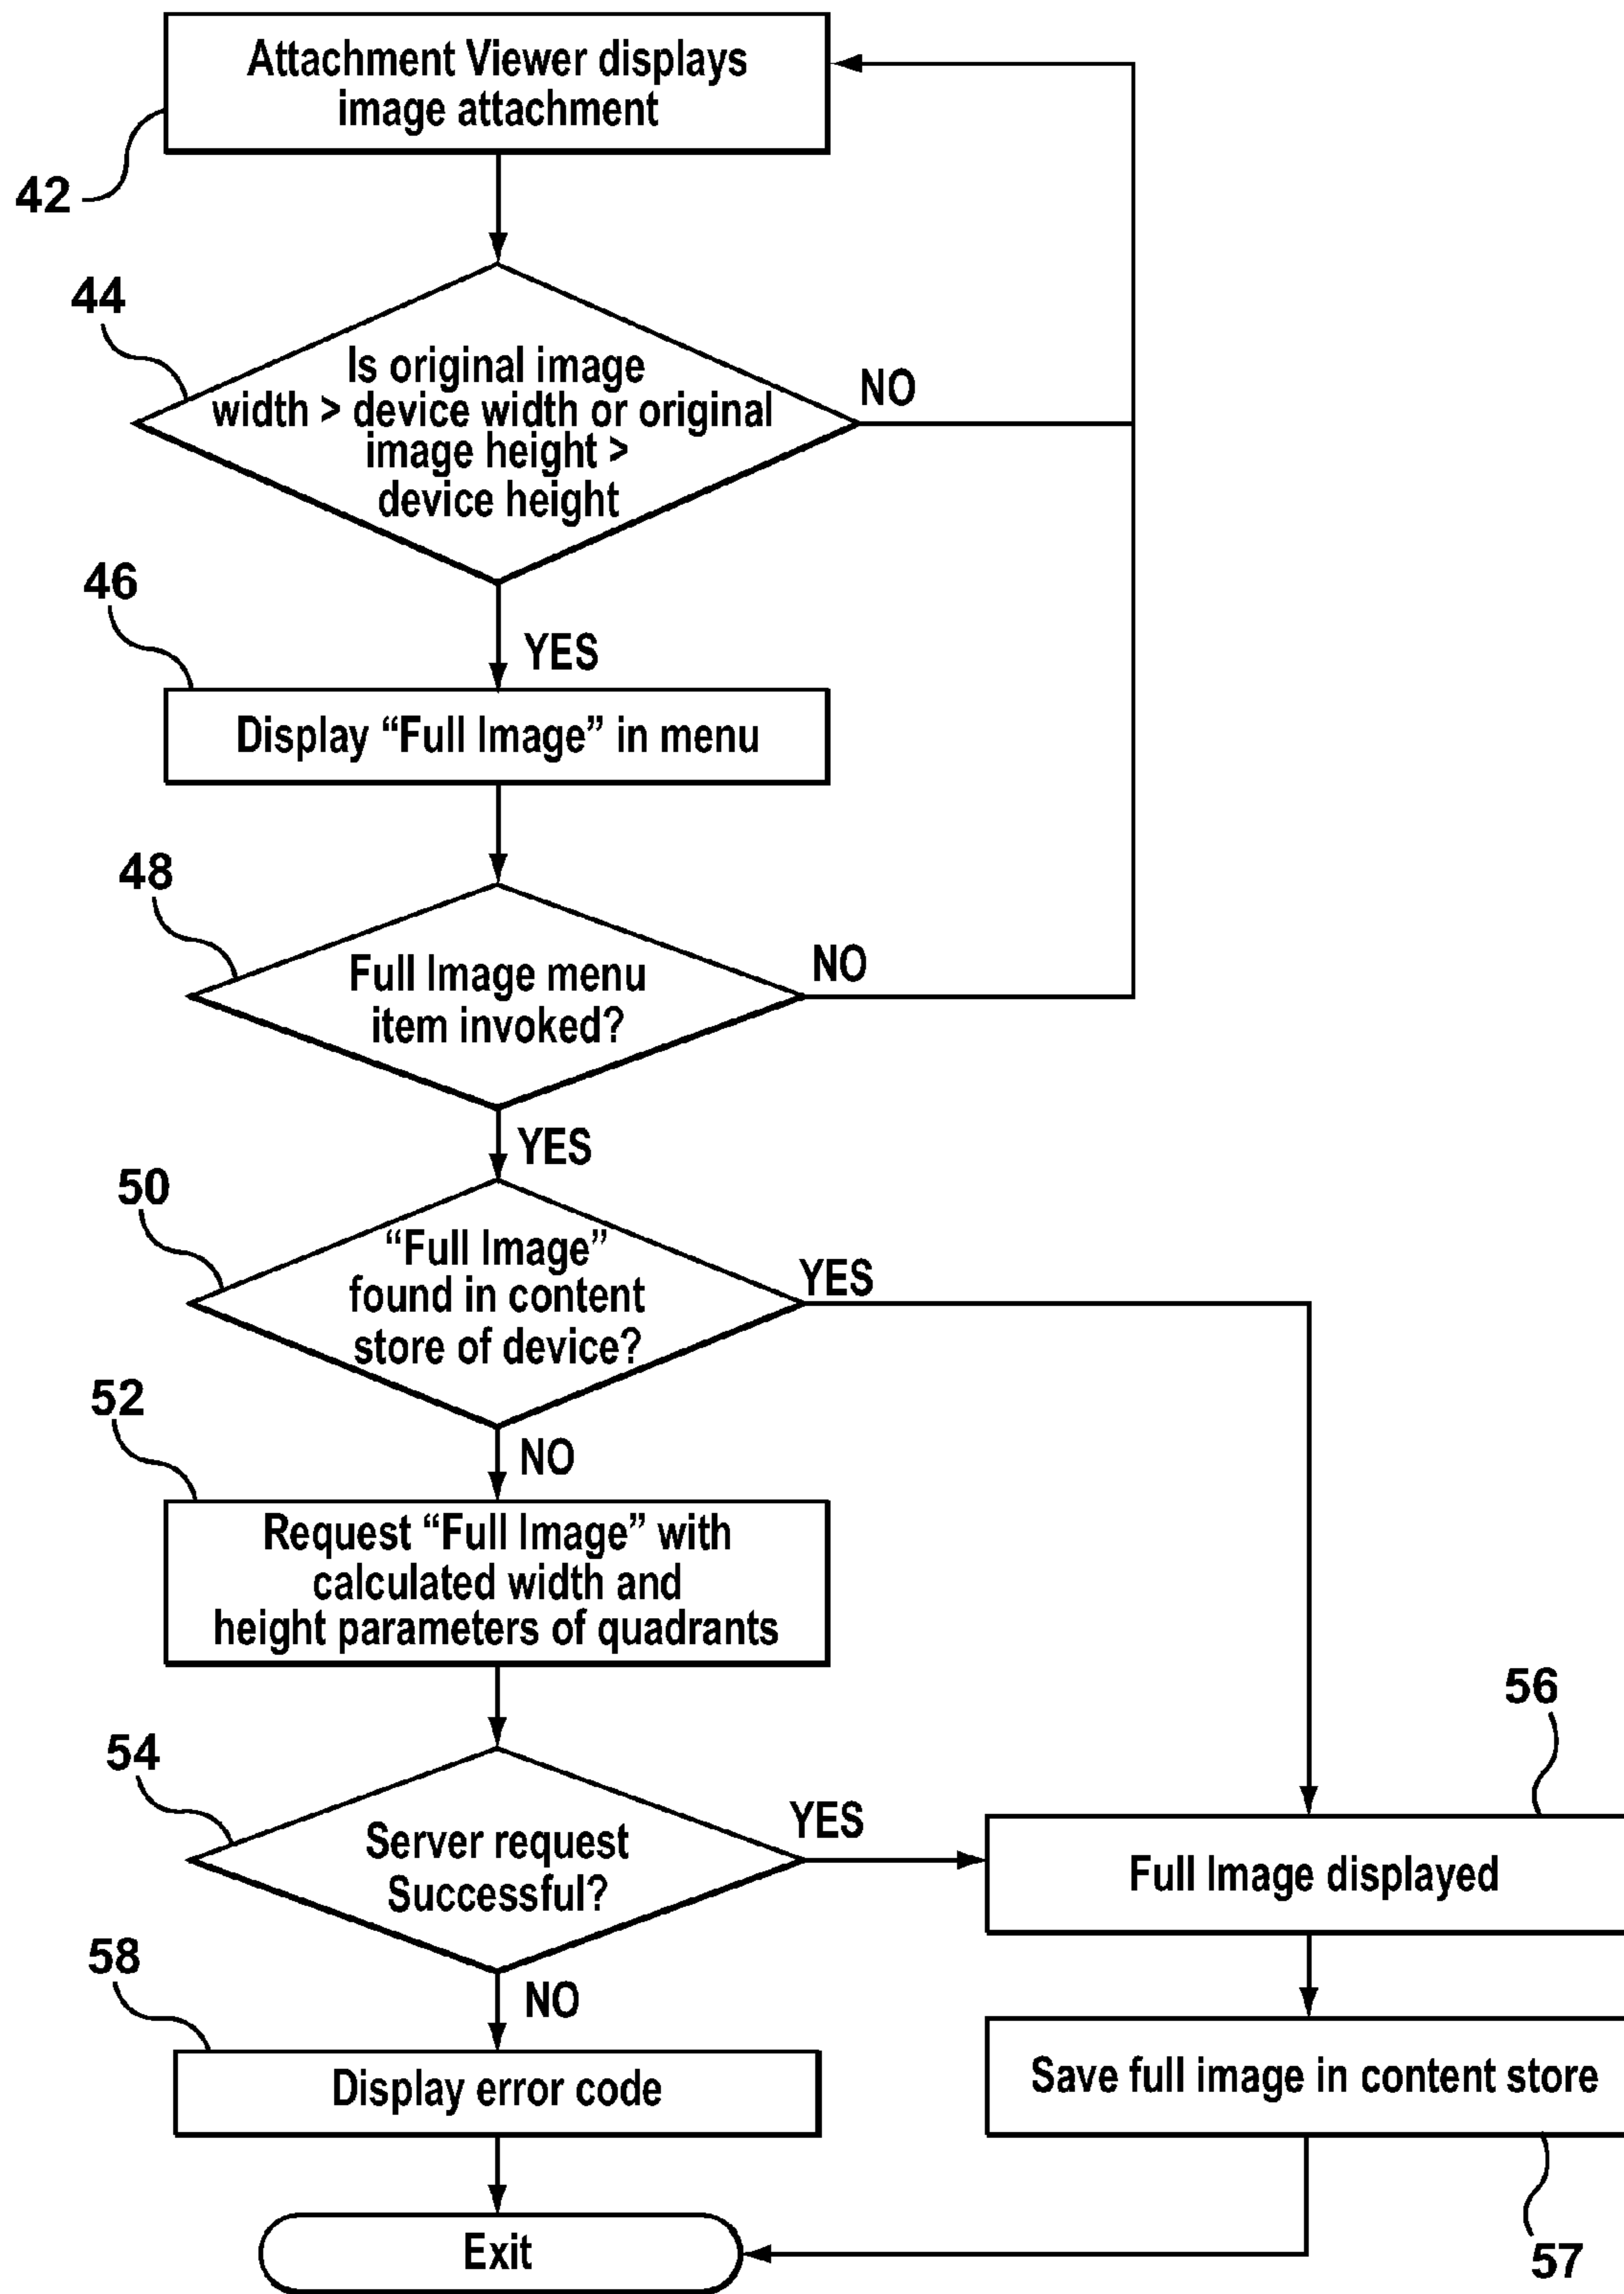 Attachment Viewer displays
image attachment
42
44
Is original image
width > device width or original
image height >
device height
NO
46
YES
Display “Full Image” in menu
48
Full Image menu
item invoked?
NO
YES
50
“Full Image”
found in content
store of device?
YES
52
NO
Request “Full Image” with
calculated width and
height parameters of quadrants
56
54
Server request
Successful?
YES
Full Image displayed
58
NO
Display error code
Save full image in content store
Exit
57